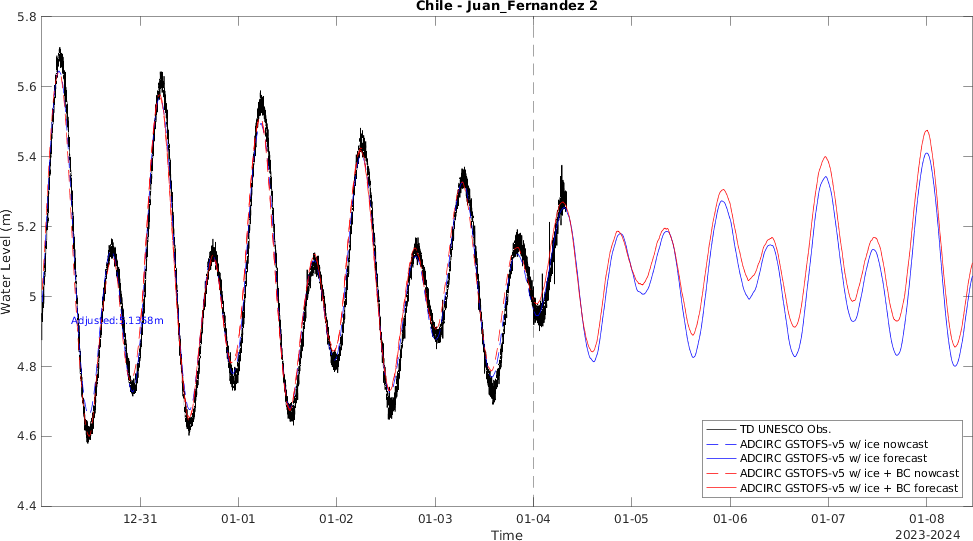 Chile - Juan_Fernandez 2
Water Level (m)
5.8
5.6
5.4
5.2
5
4.8
4.6
4.4
Adjusted:5.1358m
TD UNESCO Obs.
ADCIRC GSTOFS-v5 w/ ice nowcast
ADCIRC GSTOFS-v5 w/ ice forecast
ADCIRC GSTOFS-v5 w/ ice + BC nowcast
ADCIRC GSTOFS-v5 w/ ice + BC forecast
12-31 01-01 01-02 01-03 01-04 01-05 01-06 01-07 01-08
Time
2023-2024